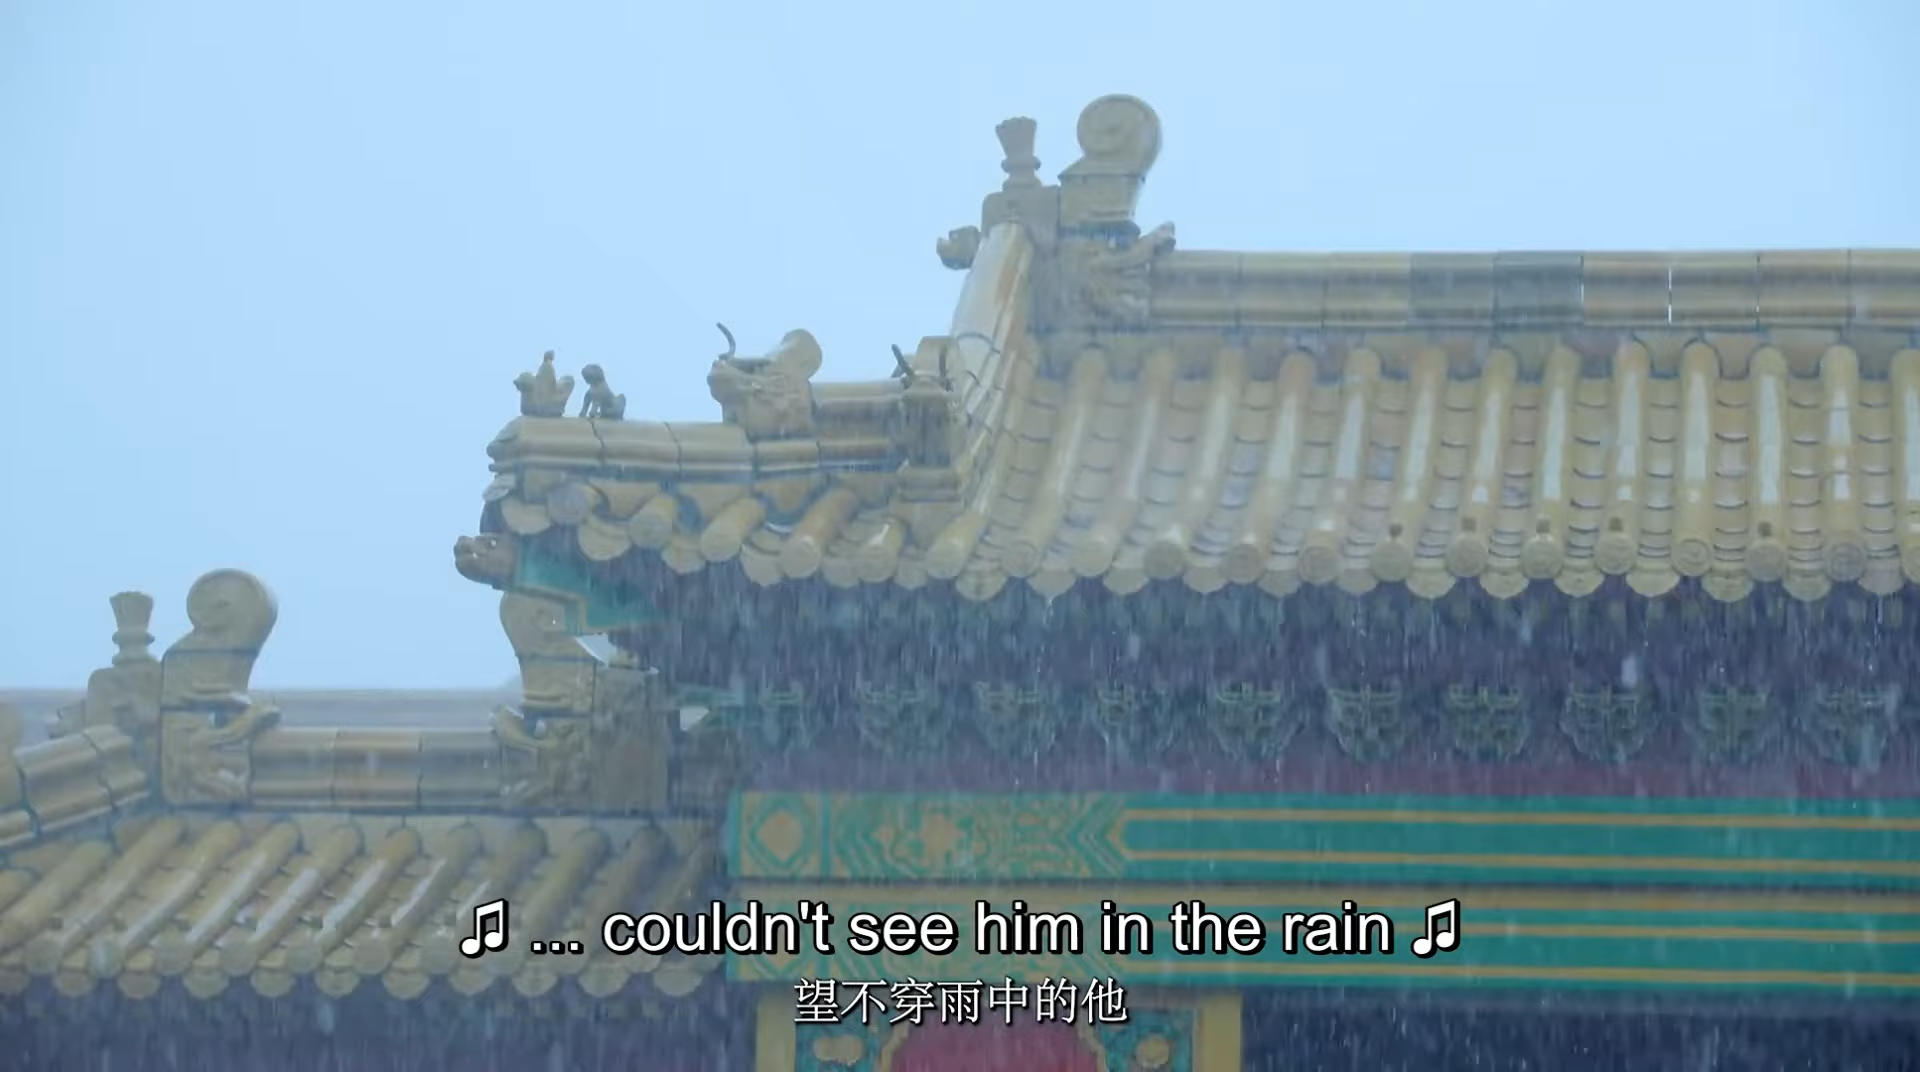 ♫ ... couldn't see him in the rain ♫
望不穿雨中的他